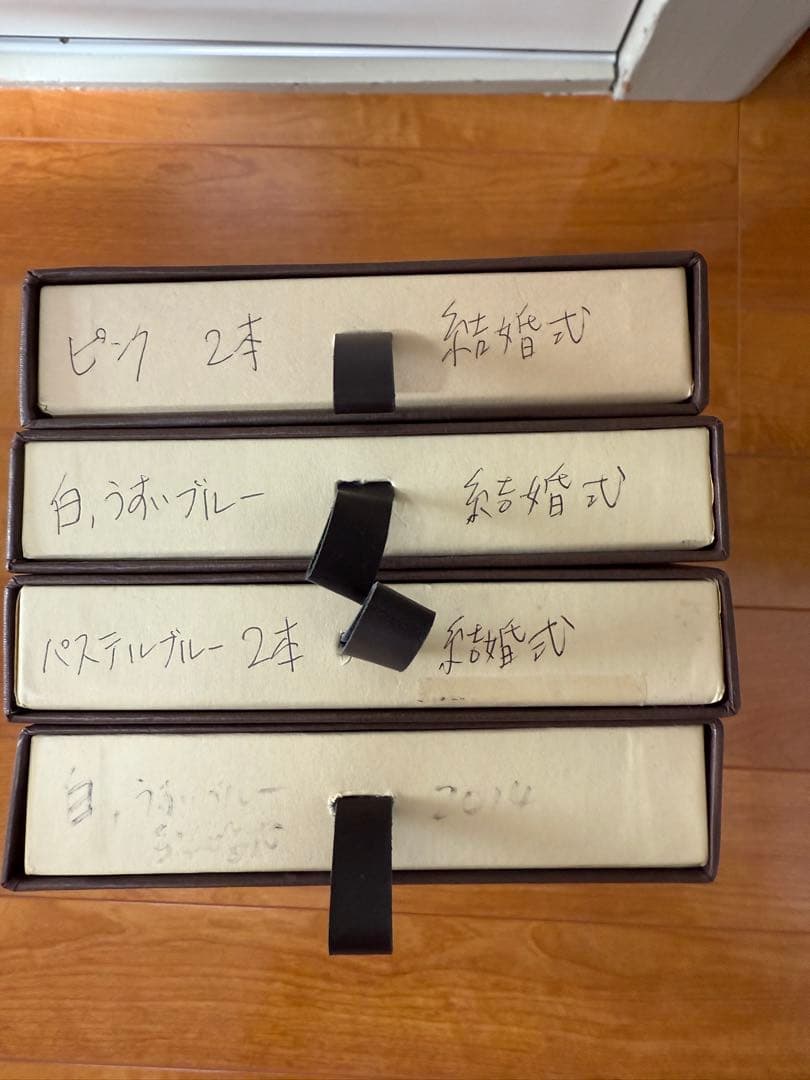 ピンク 2本 結婚式
白,うすいブルー 結婚式
パステルブルー 2本 結婚式
白,うすいブルー 2014